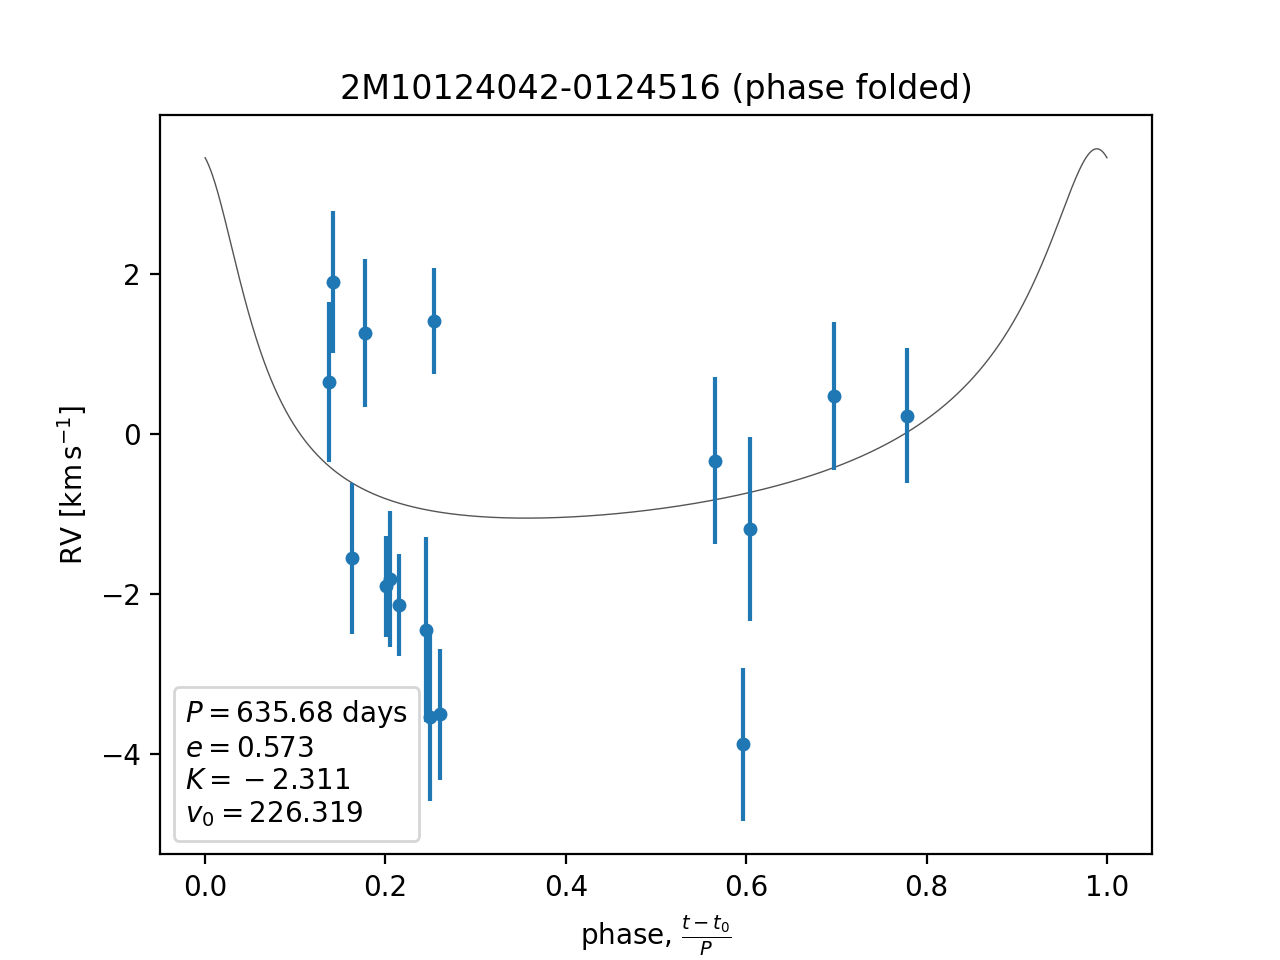 2M10124042-0124516 (phase folded)
RV [km s⁻¹]
2
0
−2
−4
P = 635.68 days
e = 0.573
K = − 2.311
v₀ = 226.319
0.0 0.2 0.4 0.6 0.8 1.0
phase, (t − t₀)/P